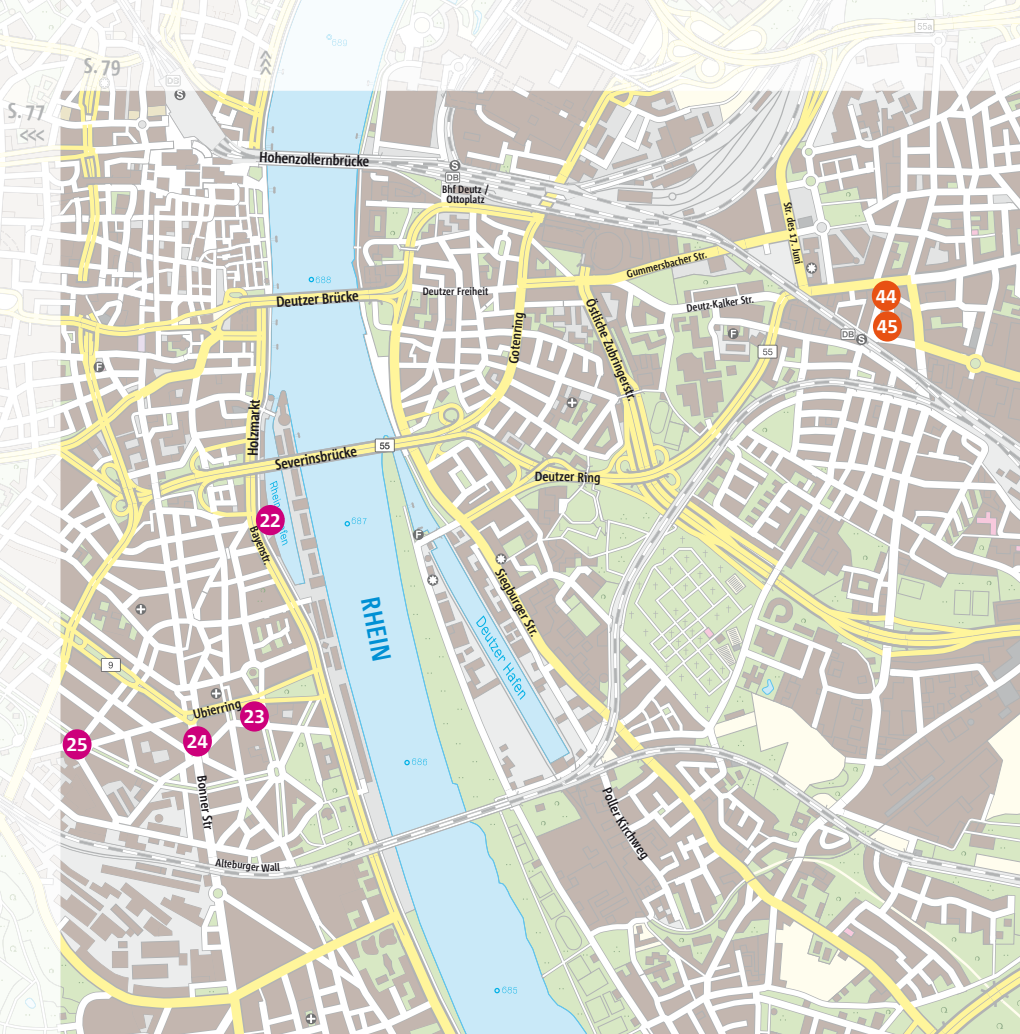 689
56a
S. 79
DB
S
S. 77
<<<
Hohenzollernbrücke
S
DB
Bhf Deutz /
Ottoplatz
Str. des 17. Juni
Gummersbacher Str.
688
Deutzer Brücke
Deutzer Freiheit
Deutz-Kalker Str.
44
45
Gotenring
Östliche Zubringerstr.
F
DB
S
55
F
Holzmarkt
55
Severinsbrücke
Deutzer Ring
22
687
Bayenstr.
F
Siegburger Str.
RHEIN
Deutzer Hafen
9
Ubierring
23
24
25
686
Bonner Str
Poller Kirchweg
Alteburger Wall
685